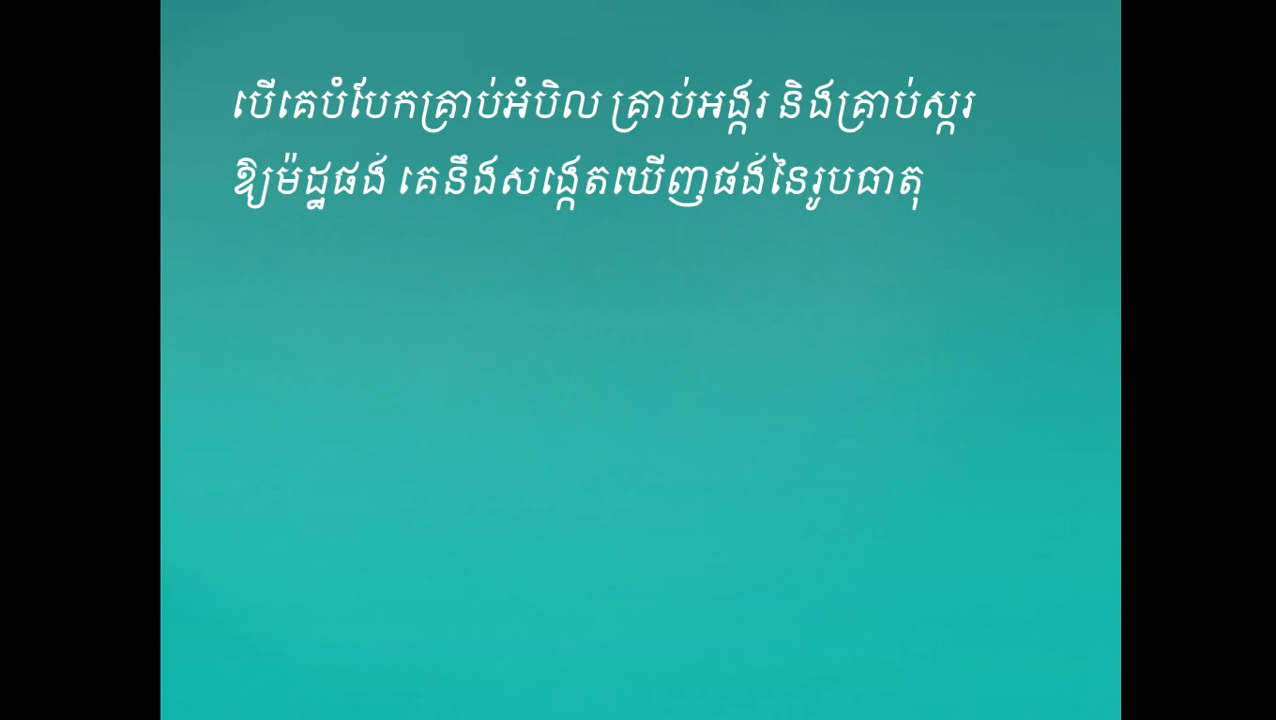 បើគេបំបែកគ្រាប់អំបិល គ្រាប់អង្ករ និងគ្រាប់ស្ករ
ឱ្យម៉ដ្ឋផង់ គេនឹងសង្កេតឃើញផង់នៃរូបធាតុ